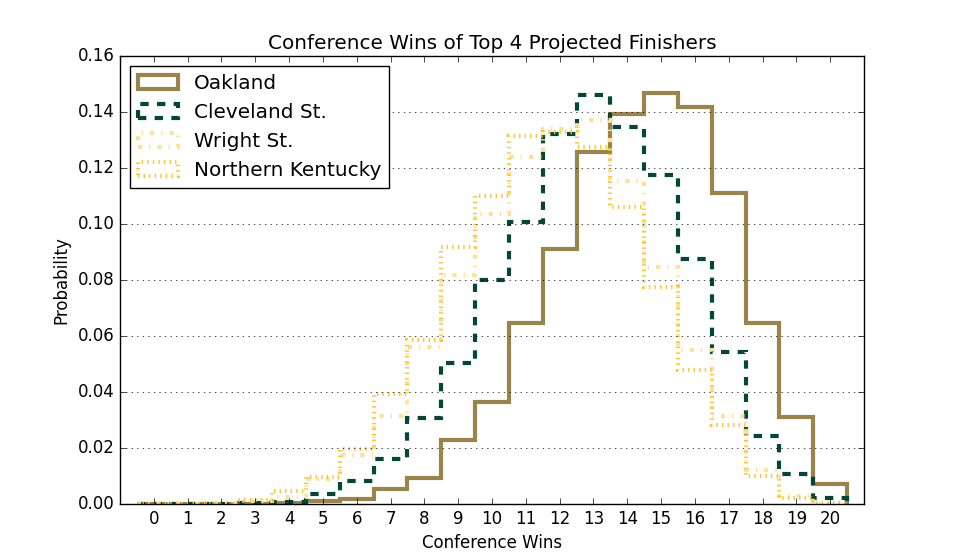 Conference Wins of Top 4 Projected Finishers
0.16
0.14
0.12
0.10
0.08
0.06
0.04
0.02
0.00
Probability
Oakland
Cleveland St.
Wright St.
Northern Kentucky
0 1 2 3 4 5 6 7 8 9 10 11 12 13 14 15 16 17 18 19 20
Conference Wins